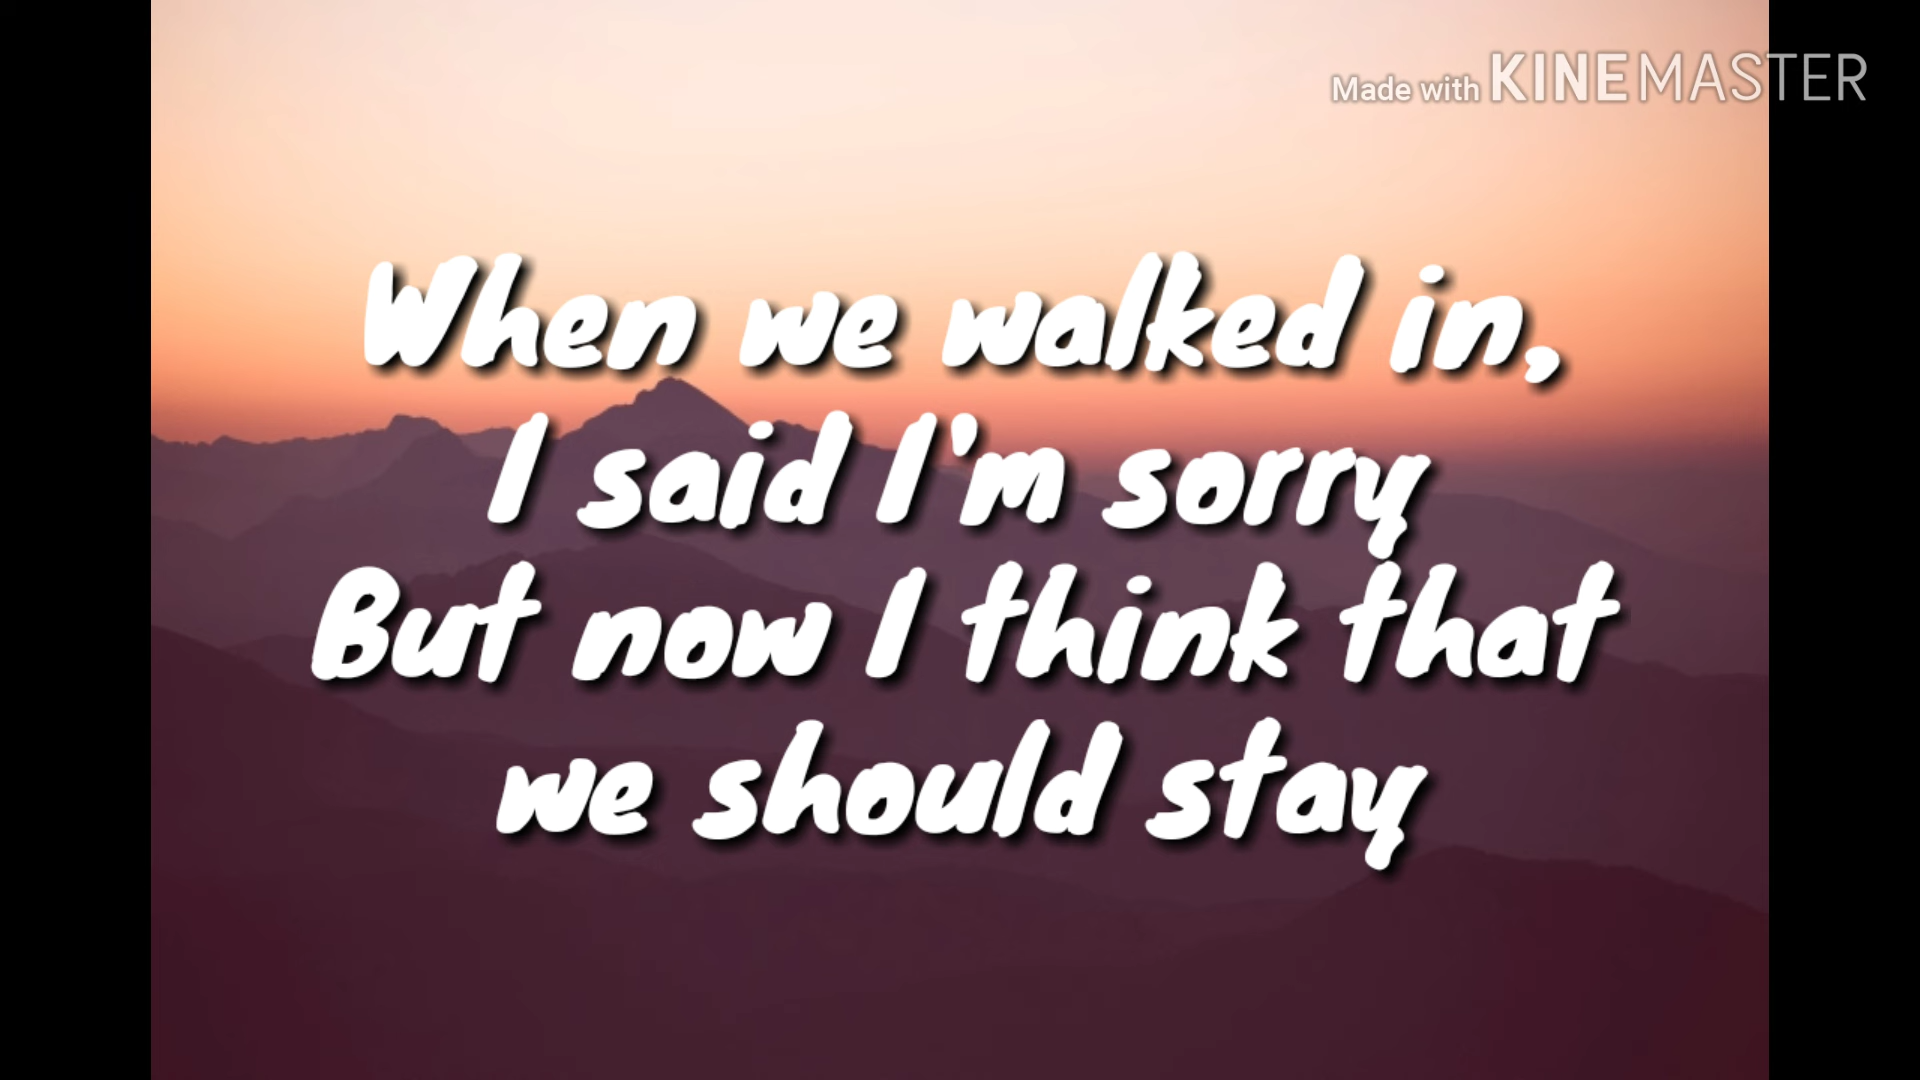 Made with KINEMASTER
When we walked in,
I said I'm sorry
But now I think that
we should stay